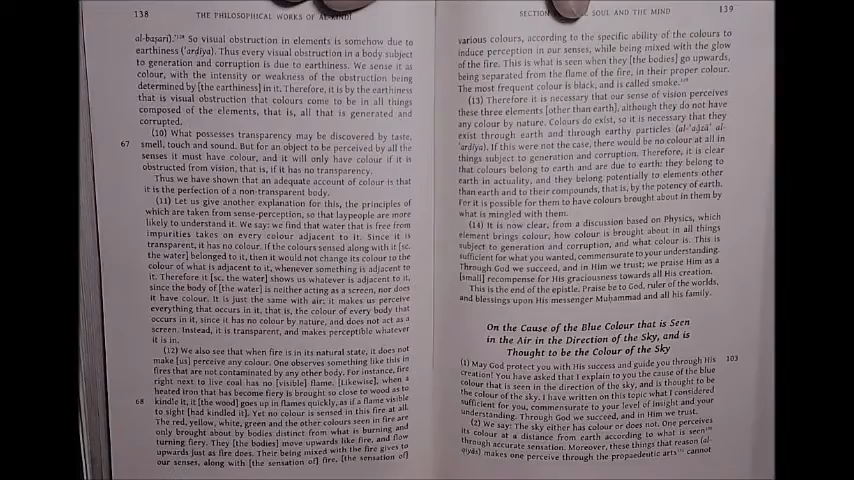 138
THE PHILOSOPHICAL WORKS OF AL-KINDĪ
al-baṣarī).⁷¹²⁸ So visual obstruction in elements is somehow due to
earthiness ('arḍiya). Thus every visual obstruction in a body subject
to generation and corruption is due to earthiness. We sense it as
colour, with the intensity or weakness of the obstruction being
determined by [the earthiness] in it. Therefore, it is by the earthiness
that is visual obstruction that colours come to be in all things
composed of the elements, that is, all that is generated and
corrupted.
(10) What possesses transparency may be discovered by taste,
67 smell, touch and sound. But for an object to be perceived by all the
senses it must have colour, and it will only have colour if it is
obstructed from vision, that is, if it has no transparency.
Thus we have shown that an adequate account of colour is that
it is the perfection of a non-transparent body.
(11) Let us give another explanation for this, the principles of
which are taken from sense-perception, so that laypeople are more
likely to understand it. We say: we find that water that is free from
impurities takes on every colour adjacent to it. Since it is
transparent, it has no colour. If the colours sensed along with it [sc.
the water] belonged to it, then it would not change its colour to the
colour of what is adjacent to it, whenever something is adjacent to
it. Therefore it [sc, the water] shows us whatever is adjacent to it,
since the body of [the water] is neither acting as a screen, nor does
it have colour. It is just the same with air: it makes us perceive
everything that occurs in it, that is, the colour of every body that
occurs in it, since it has no colour by nature, and does not act as a
screen. Instead, it is transparent, and makes perceptible whatever
it is in.
(12) We also see that when fire is in its natural state, it does not
make [us] perceive any colour. One observes something like this in
fires that are not contaminated by any other body. For instance, fire
right next to live coal has no [visible] flame. [Likewise], when a
heated iron that has become fiery is brought so close to wood as to
68 kindle it, it [the wood] goes up in flames quickly, as if a flame visible
to sight [had kindled it]. Yet no colour is sensed in this fire at all.
The red, yellow, white, green and the other colours seen in fire are
only brought about by bodies distinct from what is burning and
turning fiery. They [the bodies] move upwards like fire, and flow
upwards just as fire does. Their being mixed with the fire gives to
our senses, along with [the sensation of] fire, [the sensation of]
SECTION SOUL AND THE MIND
139
various colours, according to the specific ability of the colours to
induce perception in our senses, while being mixed with the glow
of the fire. This is what is seen when they [the bodies] go upwards,
being separated from the flame of the fire, in their proper colour.
The most frequent colour is black, and is called smoke.
(13) Therefore it is necessary that our sense of vision perceives
these three elements [other than earth], although they do not have
any colour by nature. Colours do exist, so it is necessary that they
exist through earth and through earthy particles (al-'aǧzā' al-
'arḍiya). If this were not the case, there would be no colour at all in
things subject to generation and corruption. Therefore, it is clear
that colours belong to earth and are due to earth: they belong to
earth in actuality, and they belong potentially to elements other
than earth and to their compounds, that is, by the potency of earth.
For it is possible for them to have colours brought about in them by
what is mingled with them.
(14) It is now clear, from a discussion based on Physics, which
element brings colour, how colour is brought about in all things
subject to generation and corruption, and what colour is. This is
sufficient for what you wanted, commensurate to your understanding.
Through God we succeed, and in Him we trust; we praise Him as a
[small] recompense for His graciousness towards all His creation.
This is the end of the epistle. Praise be to God, ruler of the worlds,
and blessings upon His messenger Muḥammad and all his family.
On the Cause of the Blue Colour that is Seen
in the Air in the Direction of the Sky, and is
Thought to be the Colour of the Sky
(1) May God protect you with His success and guide you through His 103
creation! You have asked that I explain to you the cause of the blue
colour that is seen in the direction of the sky, and is thought to be
the colour of the sky. I have written on this topic what I considered
sufficient for you, commensurate to your level of insight and your
understanding. Through God we succeed, and in Him we trust.
(2) We say: The sky either has colour or does not. One perceives
its colour at a distance from earth according to what is seen
through accurate sensation. Moreover, these things that reason (al-
qiyās) makes one perceive through the propaedeutic arts cannot